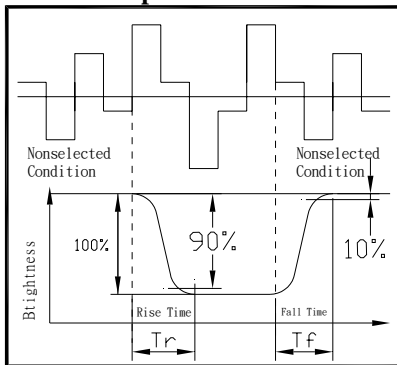 Nonselected
Condition
Nonselected
Condition
Btightness
100%
90%
10%
Rise Time
Fall Time
Tr
Tf